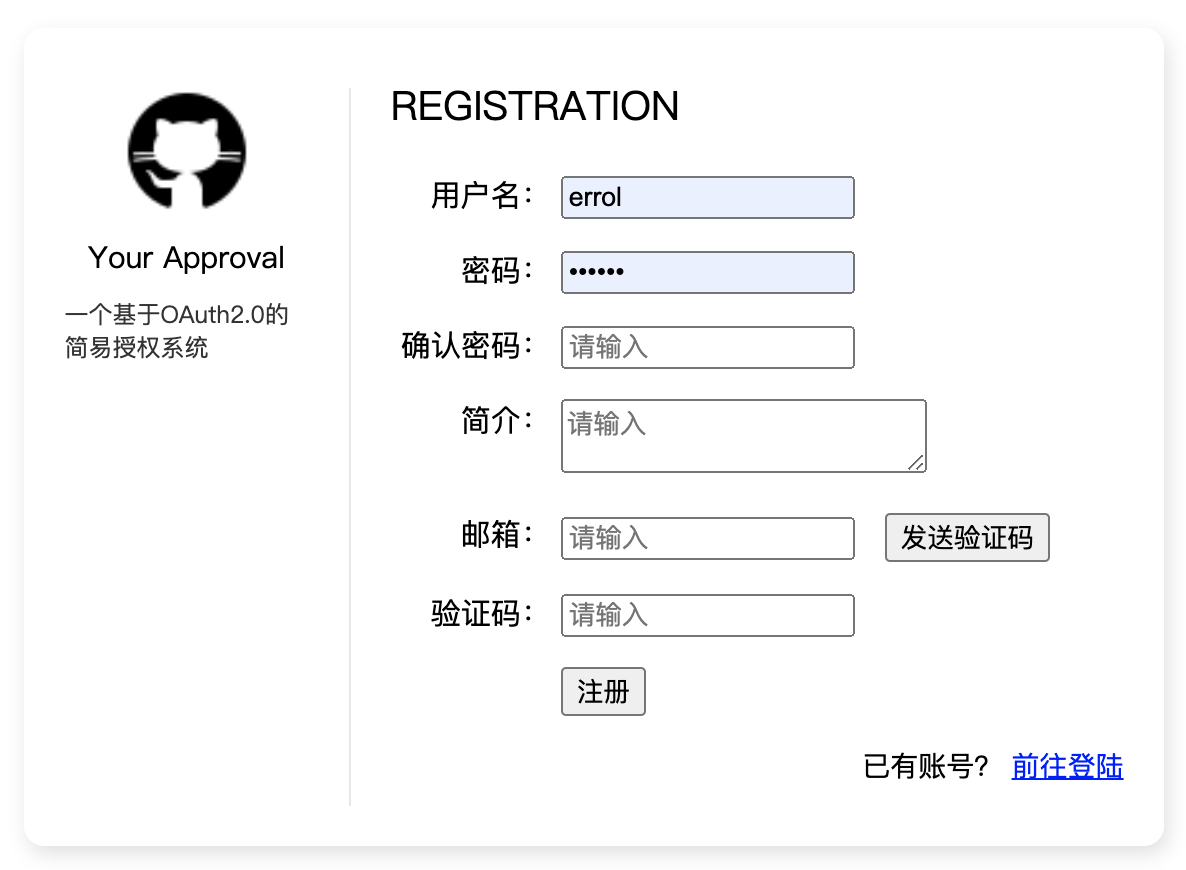 Your Approval
一个基于OAuth2.0的
简易授权系统
REGISTRATION
用户名： errol
密码： ••••••
确认密码： 请输入
简介： 请输入
邮箱： 请输入 发送验证码
验证码： 请输入
注册
已有账号？ 前往登陆